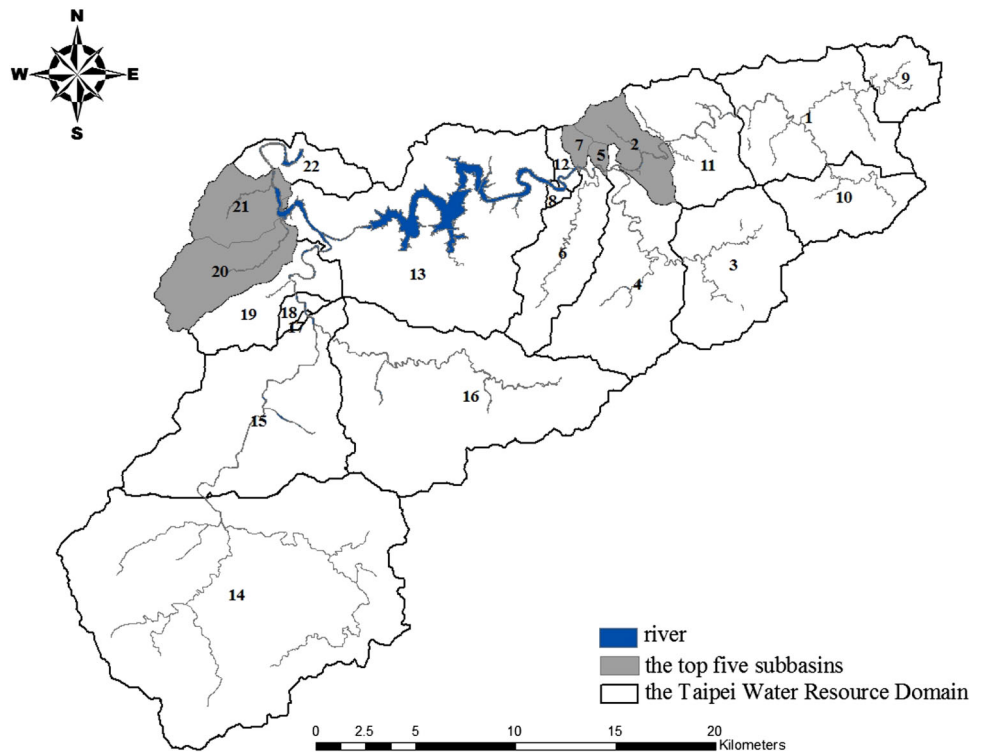 N
W E
S
9
1
22
7
5
2
12
11
8
10
21
6
3
20
13
4
19
18
17
16
15
14
river
the top five subbasins
the Taipei Water Resource Domain
0 2.5 5 10 15 20
Kilometers